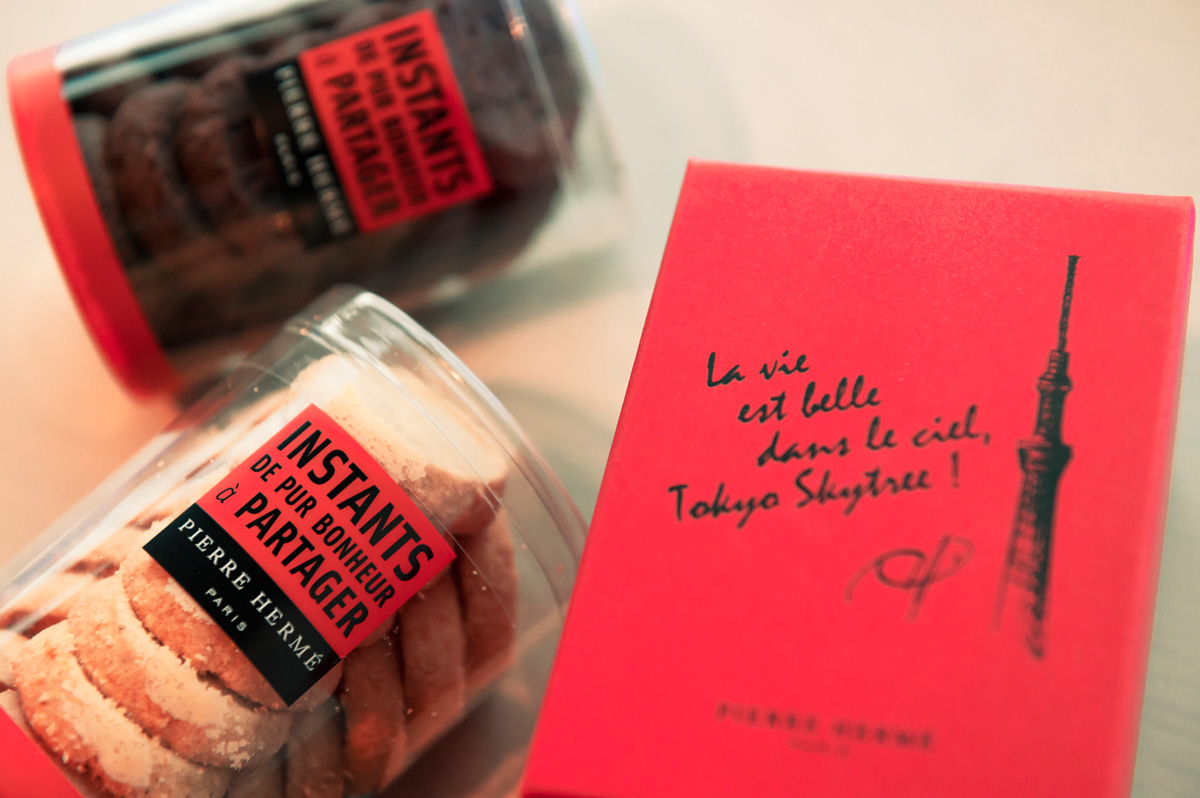 INSTANTS
DE PUR BONHEUR
à PARTAGER
PIERRE HERMÉ
PARIS
INSTANTS
DE PUR BONHEUR
à PARTAGER
PIERRE HERMÉ
PARIS
La vie
est belle
dans le ciel,
Tokyo Skytree !
PIERRE HERMÉ
PARIS